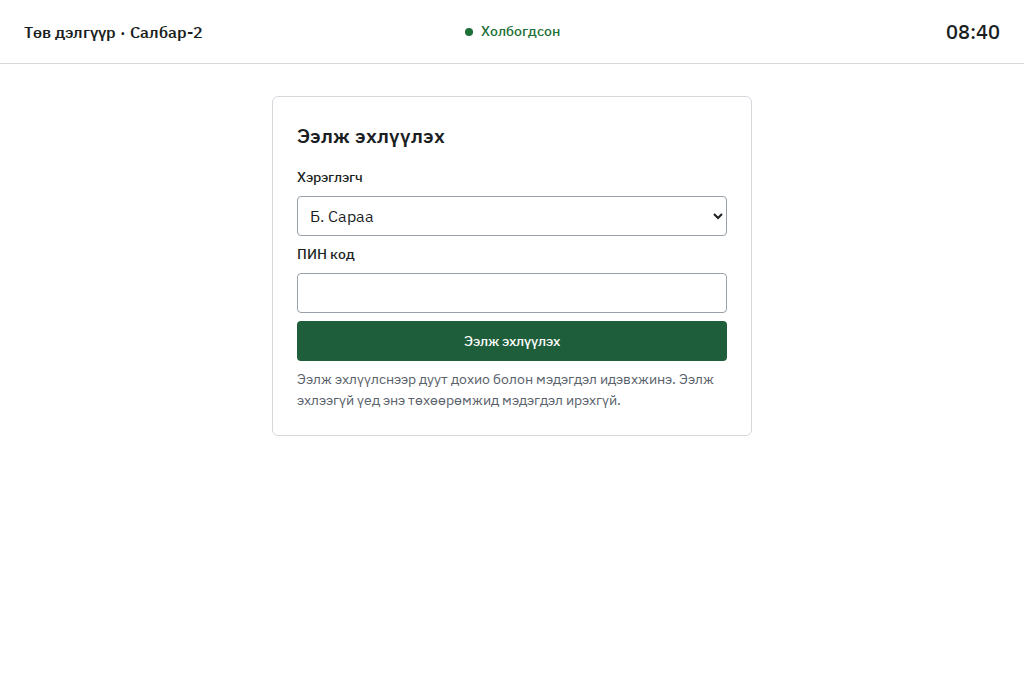 Төв дэлгүүр · Салбар-2
Холбогдсон
08:40
Ээлж эхлүүлэх
Хэрэглэгч
Б. Сараа
ПИН код
Ээлж эхлүүлэх
Ээлж эхлүүлснээр дуут дохио болон мэдэгдэл идэвхжинэ. Ээлж
эхлээгүй үед энэ төхөөрөмжид мэдэгдэл ирэхгүй.